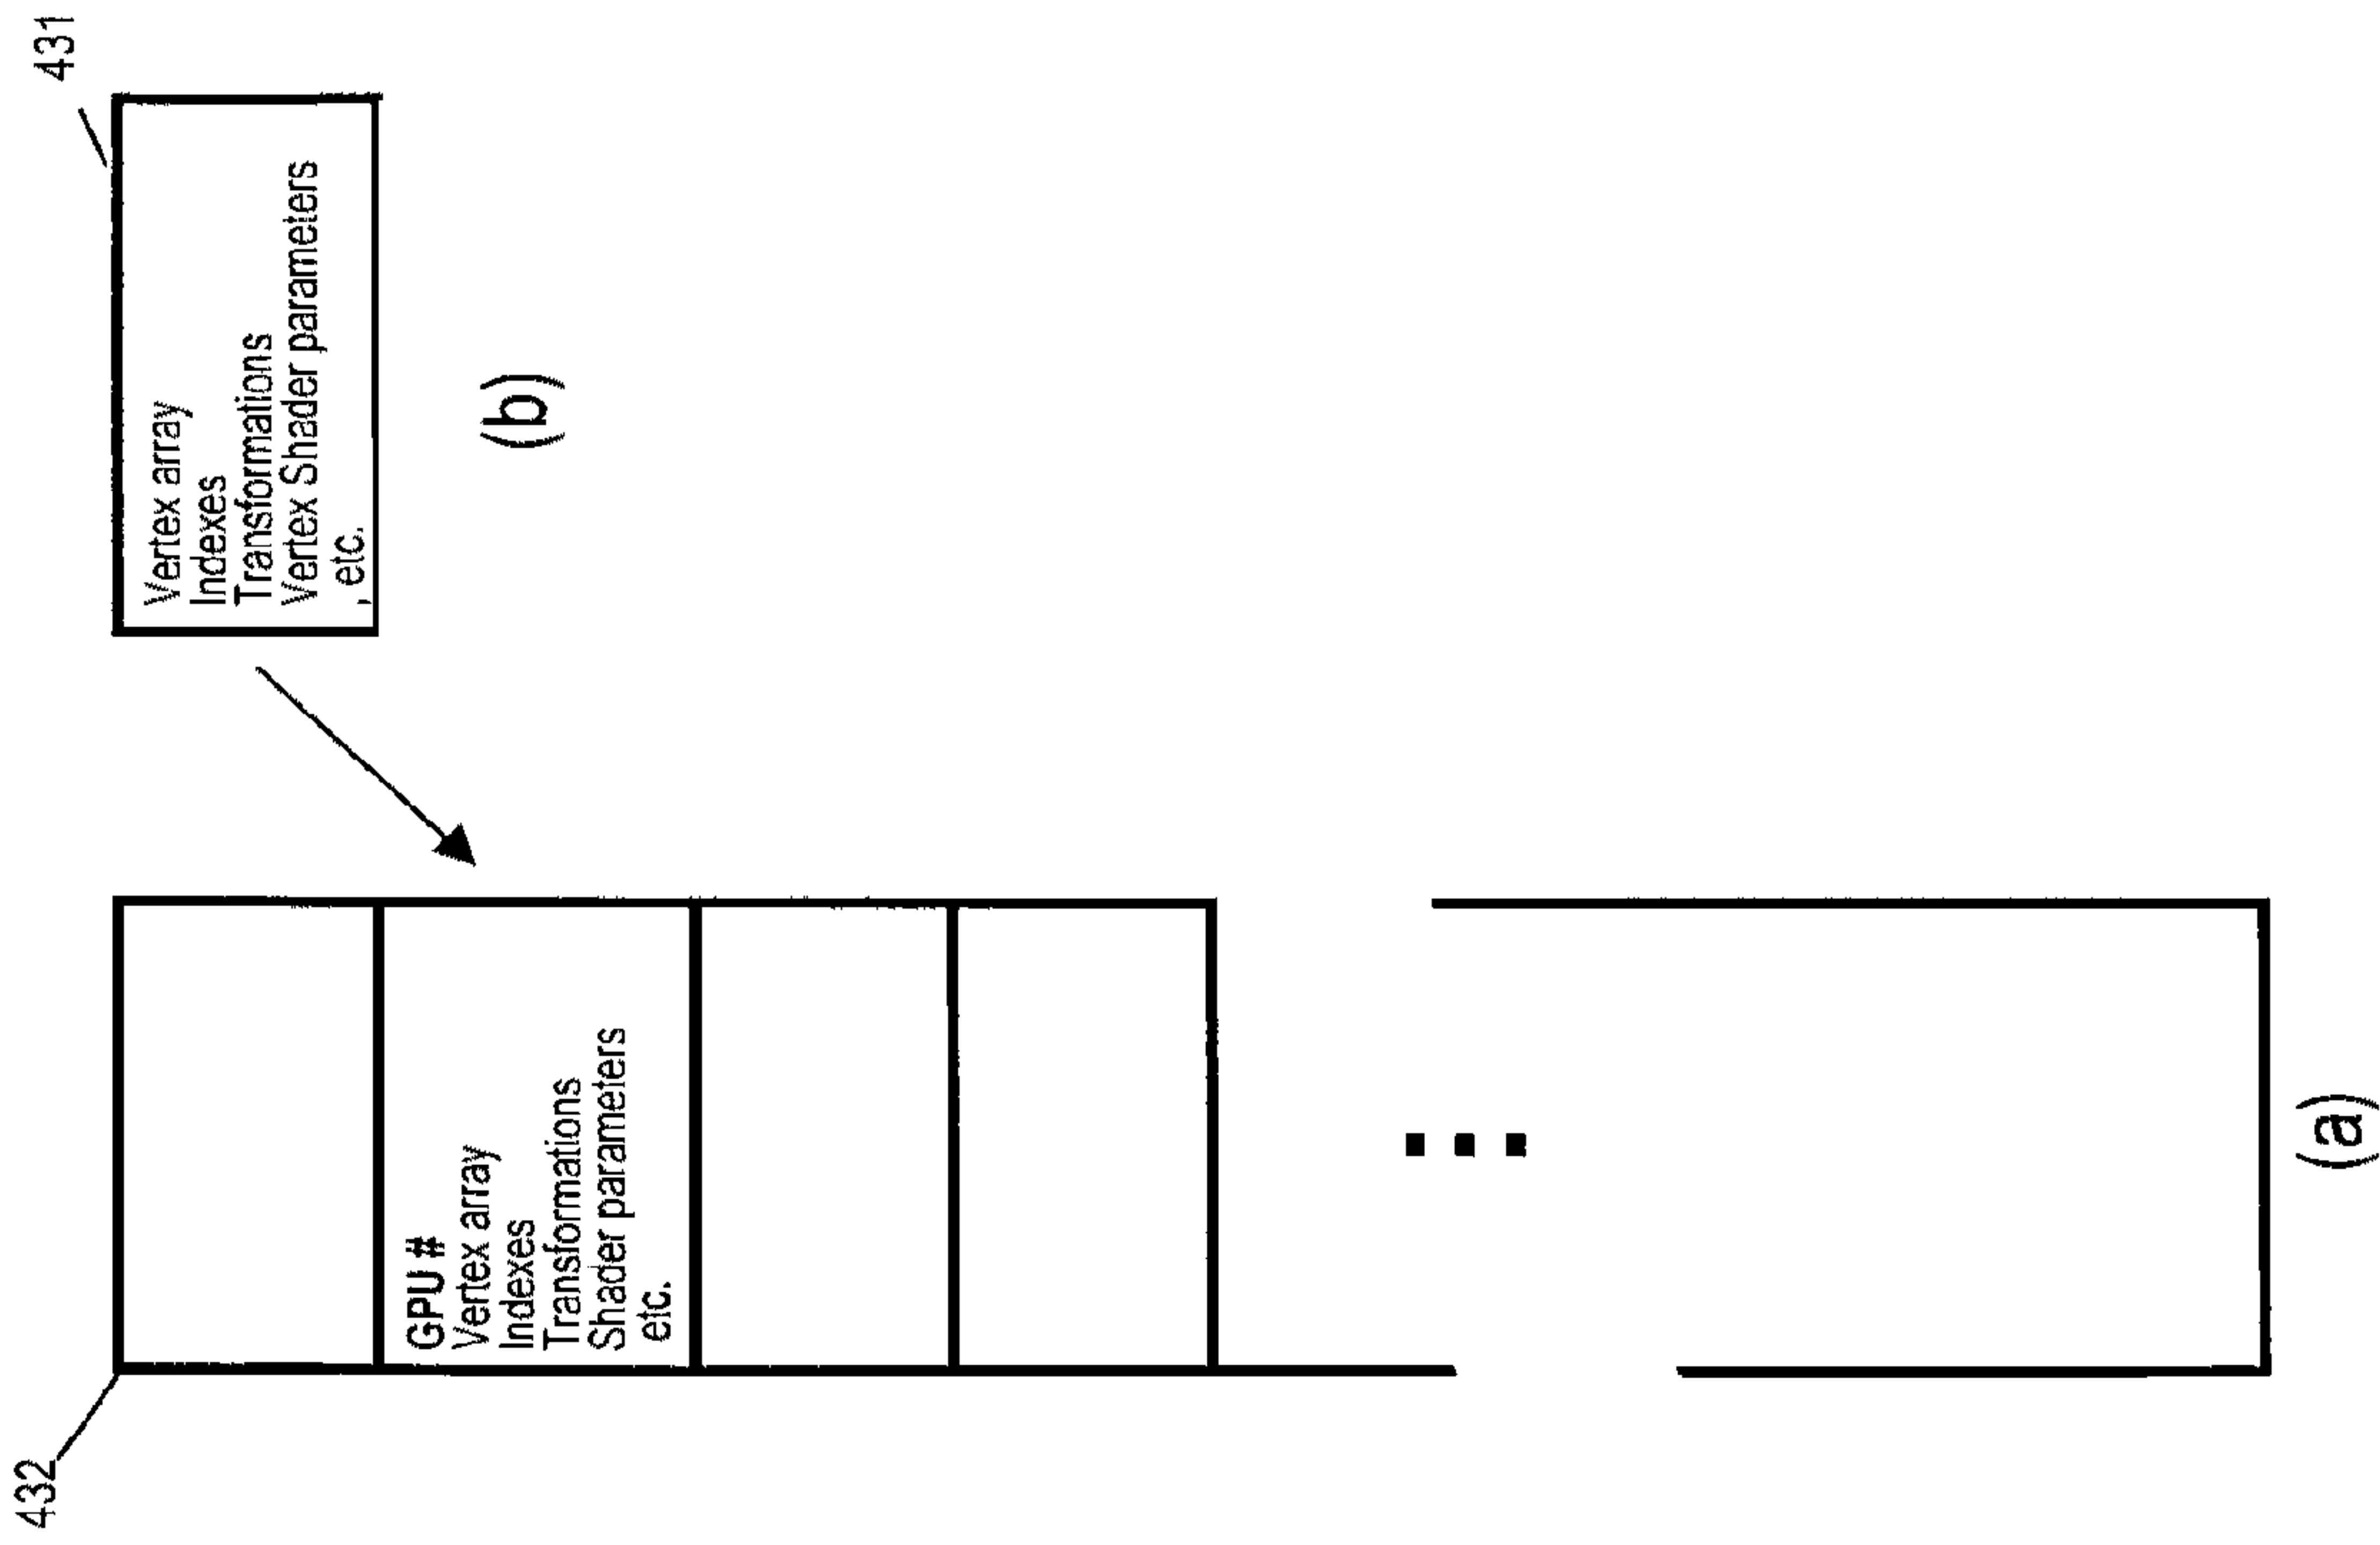 432
GPU #
Vertex array
Indexes
Transformations
Shader parameters
etc.
(a)
431
Vertex array
Indexes
Transformations
Vertex Shader parameters
, etc.
(b)